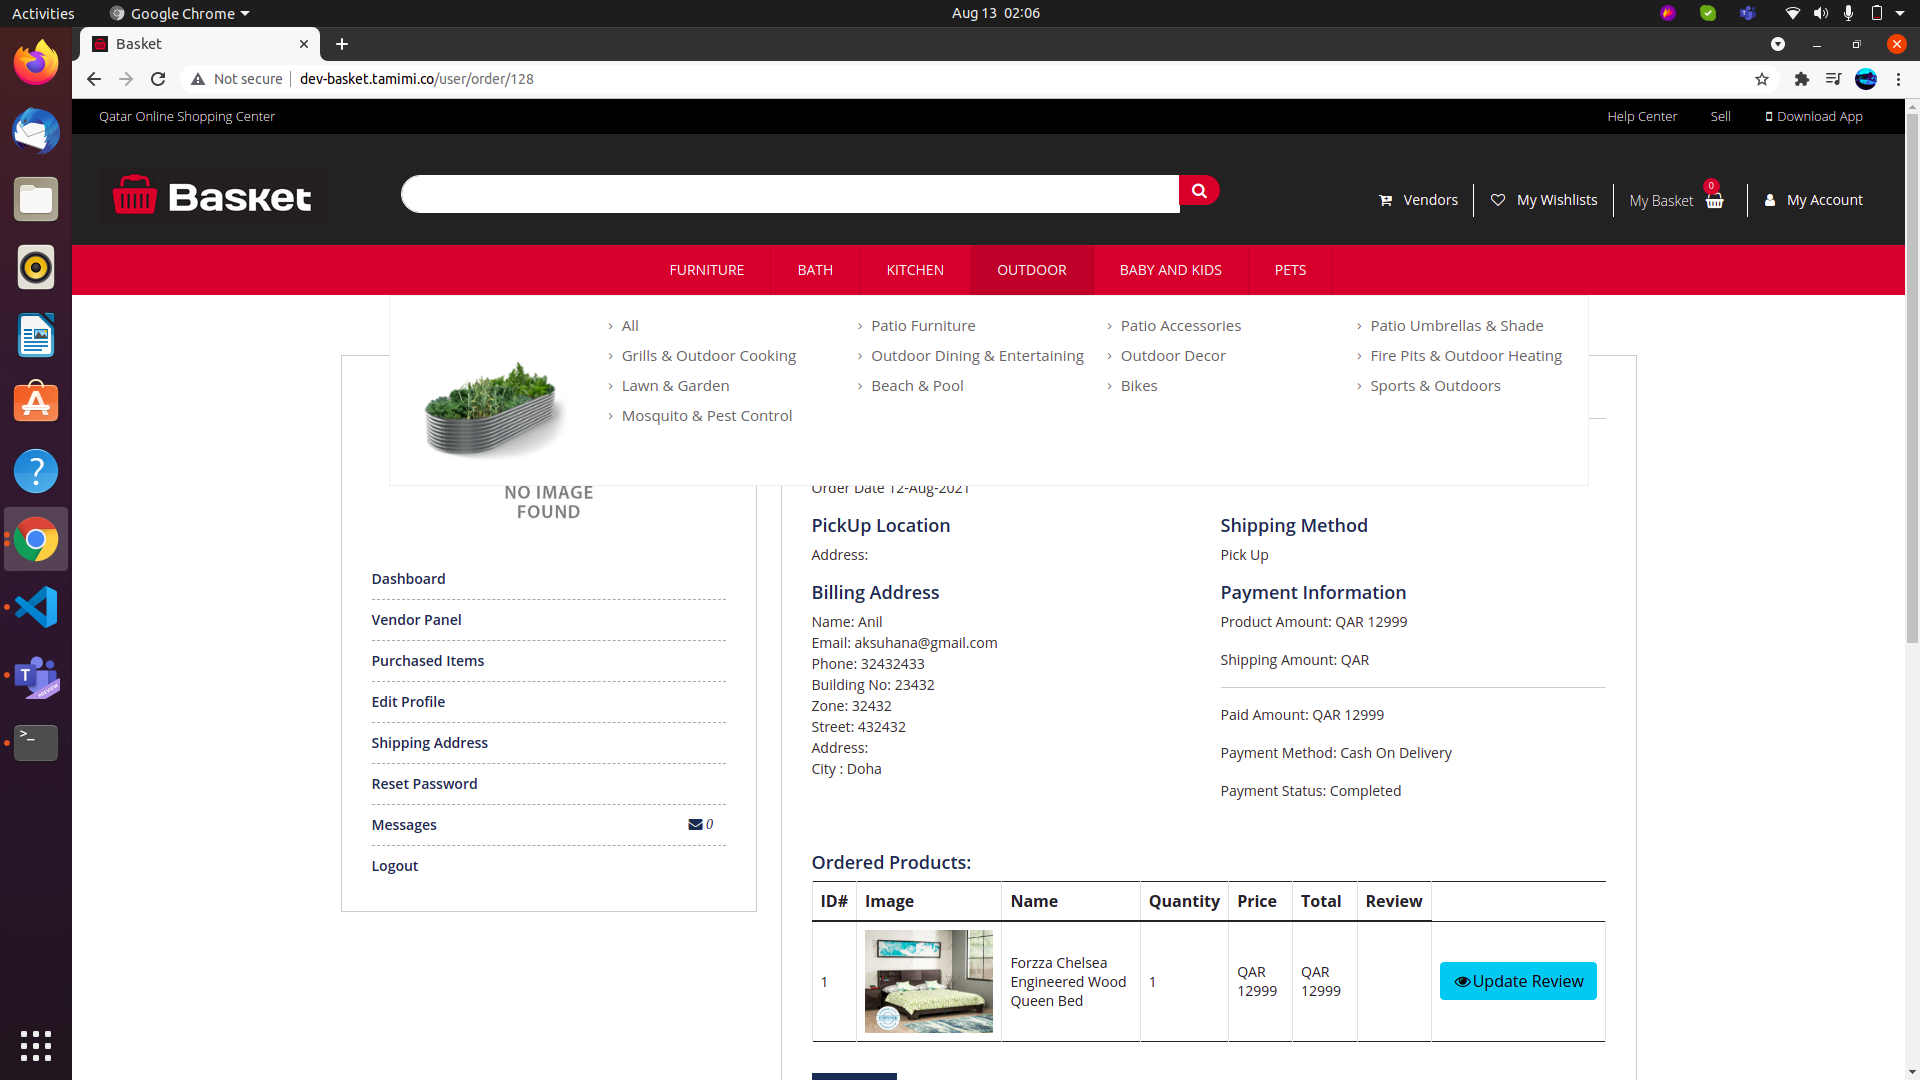 Activities
Google Chrome
Aug 13 02:06
Basket
Not secure
dev-basket.tamimi.co/user/order/128
Qatar Online Shopping Center
Help Center
Sell
Download App
Basket
Vendors
My Wishlists
My Basket
0
My Account
FURNITURE
BATH
KITCHEN
OUTDOOR
BABY AND KIDS
PETS
All
Patio Furniture
Patio Accessories
Patio Umbrellas & Shade
Grills & Outdoor Cooking
Outdoor Dining & Entertaining
Outdoor Decor
Fire Pits & Outdoor Heating
Lawn & Garden
Beach & Pool
Bikes
Sports & Outdoors
Mosquito & Pest Control
NO IMAGE
FOUND
Dashboard
Vendor Panel
Purchased Items
Edit Profile
Shipping Address
Reset Password
Messages
0
Logout
Order Date 12-Aug-2021
PickUp Location
Address:
Shipping Method
Pick Up
Billing Address
Name: Anil
Email: aksuhana@gmail.com
Phone: 32432433
Building No: 23432
Zone: 32432
Street: 432432
Address:
City : Doha
Payment Information
Product Amount: QAR 12999
Shipping Amount: QAR
Paid Amount: QAR 12999
Payment Method: Cash On Delivery
Payment Status: Completed
Ordered Products:
ID#
Image
Name
Quantity
Price
Total
Review
1
Forzza Chelsea
Engineered Wood
Queen Bed
1
QAR
12999
QAR
12999
Update Review